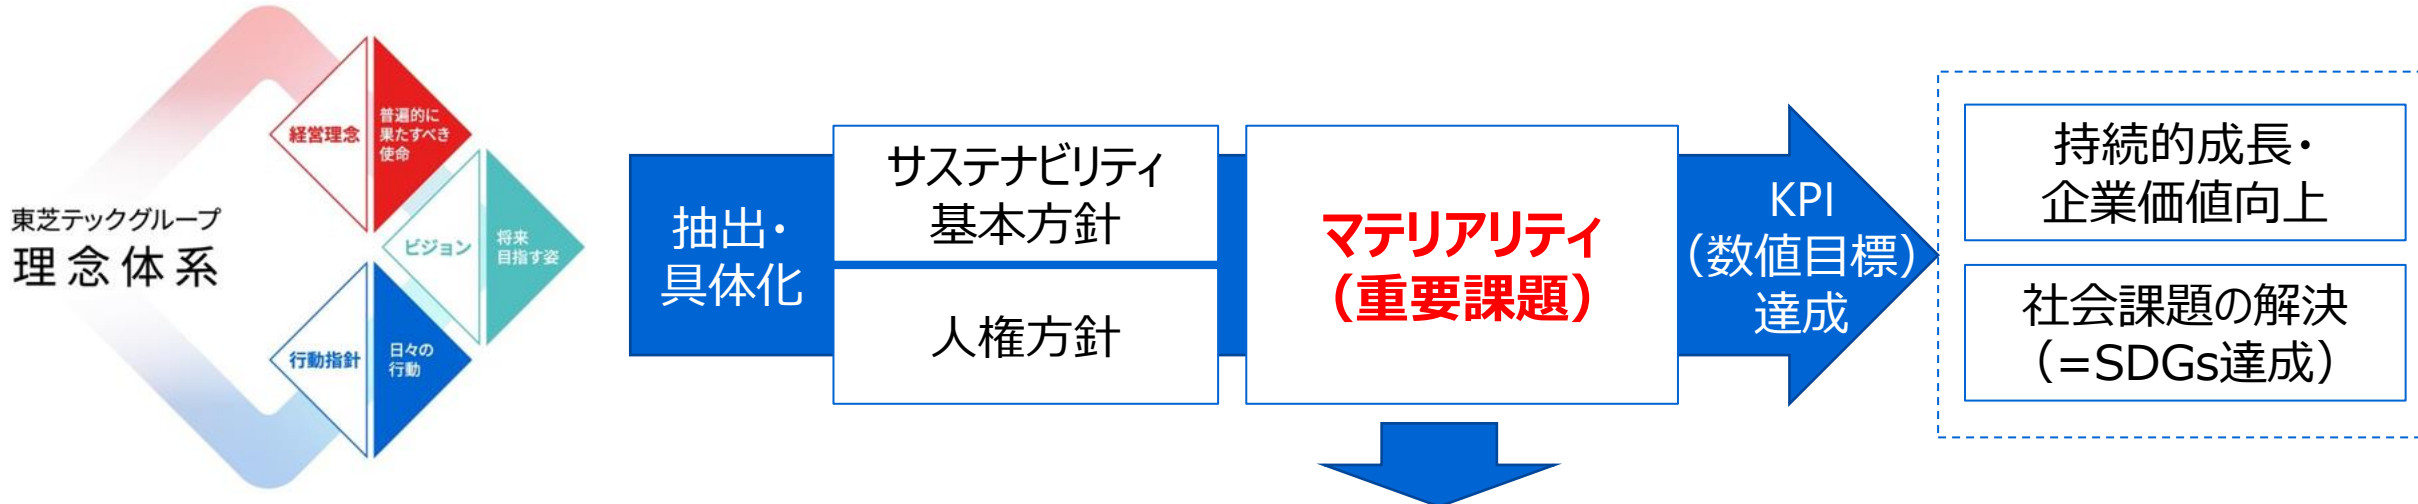 東芝テックグループ
理念体系
経営理念
普遍的に
果たすべき
使命
ビジョン
将来
目指す姿
行動指針
日々の
行動
抽出・
具体化
サステナビリティ
基本方針
人権方針
マテリアリティ
（重要課題）
KPI
（数値目標）
達成
持続的成長・
企業価値向上
社会課題の解決
（=SDGs達成）